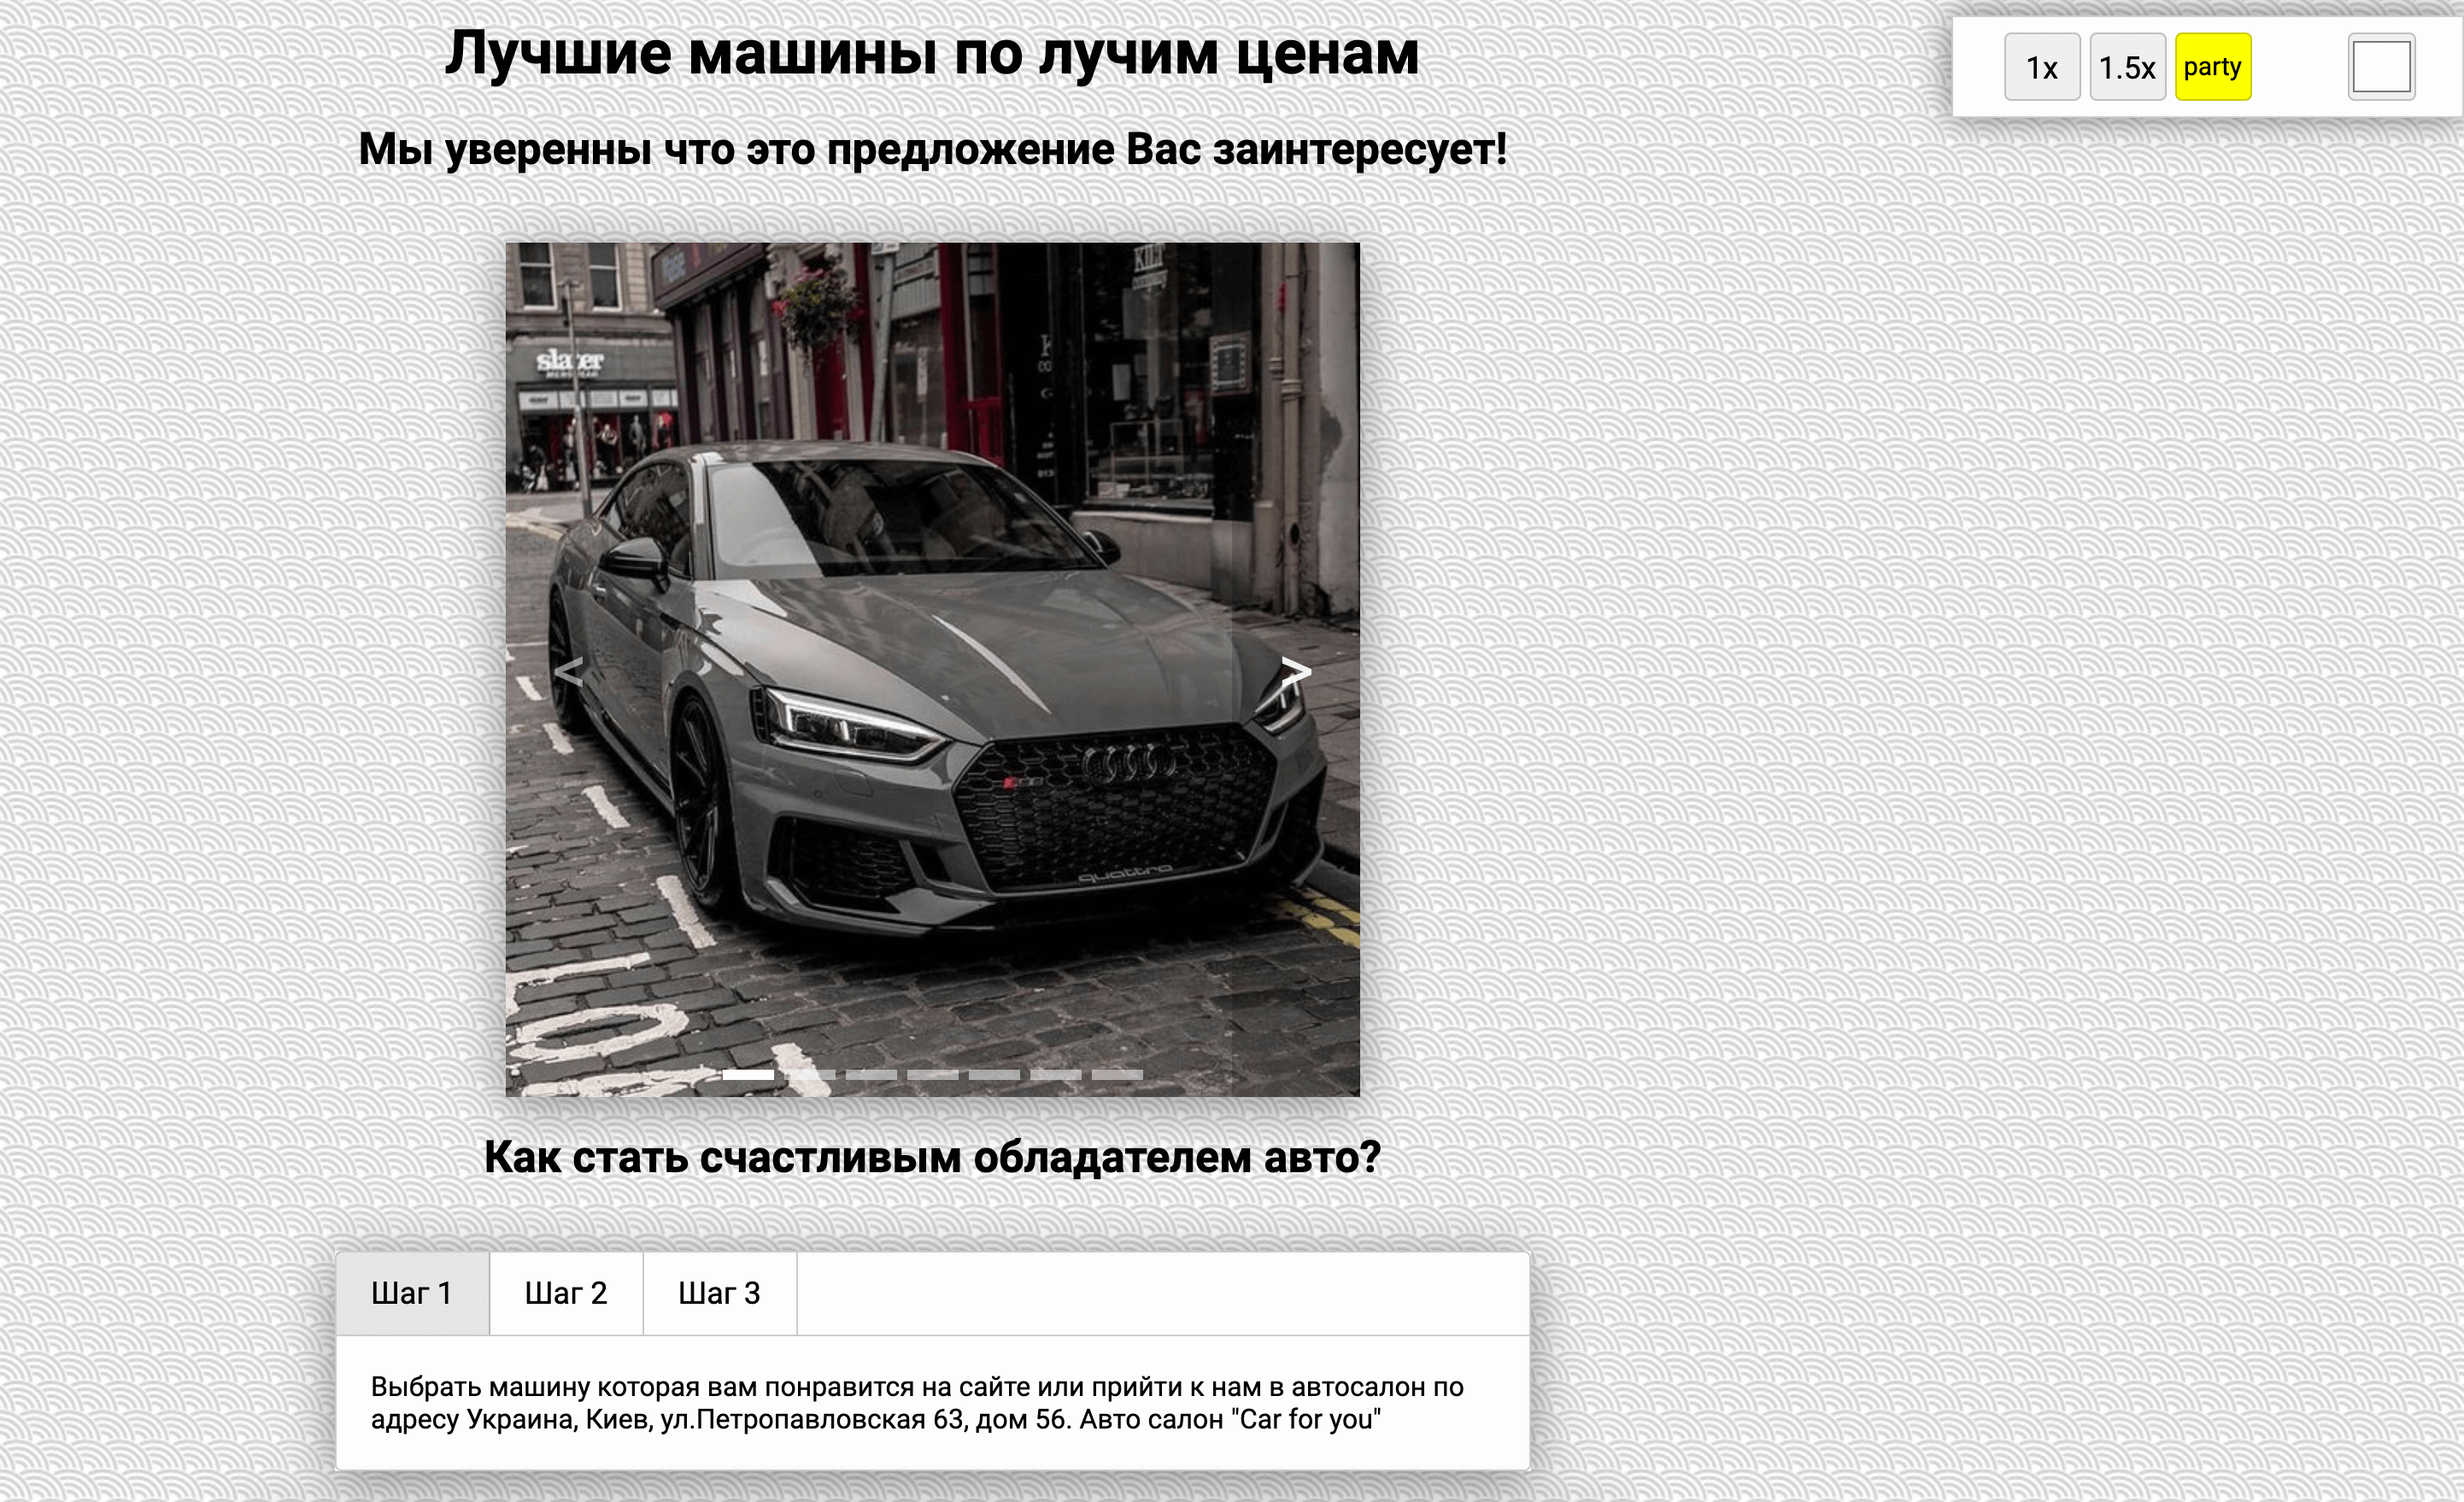 Лучшие машины по лучим ценам
1x 1.5x party
Мы уверенны что это предложение Вас заинтересует!
KILT
slater
MENSWEAR
< >
quattro
Как стать счастливым обладателем авто?
Шаг 1 Шаг 2 Шаг 3
Выбрать машину которая вам понравится на сайте или прийти к нам в автосалон по
адресу Украина, Киев, ул.Петропавловская 63, дом 56. Авто салон "Car for you"